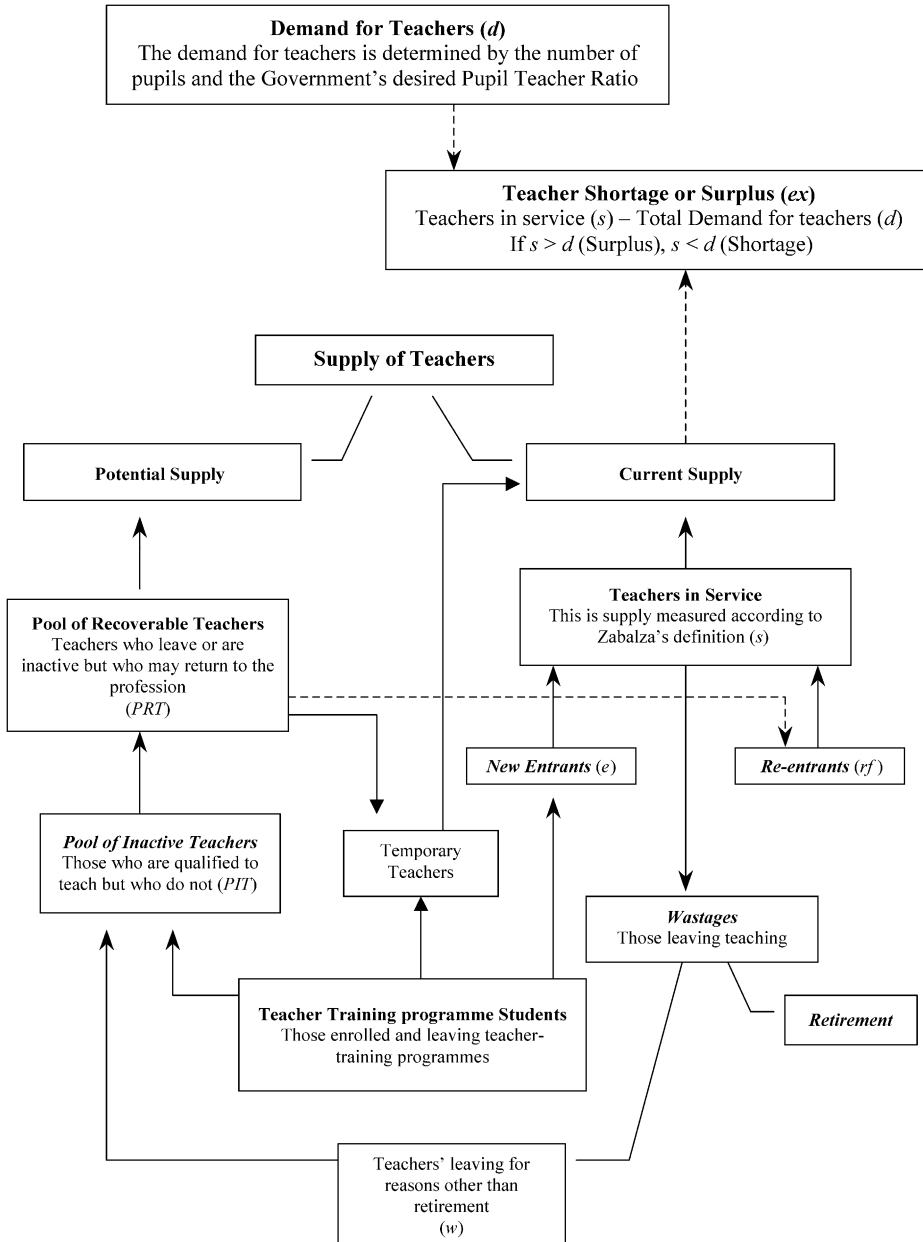 Demand for Teachers (d)
The demand for teachers is determined by the number of
pupils and the Government's desired Pupil Teacher Ratio
Teacher Shortage or Surplus (ex)
Teachers in service (s) – Total Demand for teachers (d)
If s > d (Surplus), s < d (Shortage)
Supply of Teachers
Potential Supply
Current Supply
Teachers in Service
This is supply measured according to
Zabalza's definition (s)
Pool of Recoverable Teachers
Teachers who leave or are
inactive but who may return to the
profession
(PRT)
New Entrants (e)
Re-entrants (rf)
Pool of Inactive Teachers
Those who are qualified to
teach but who do not (PIT)
Temporary
Teachers
Wastages
Those leaving teaching
Teacher Training programme Students
Those enrolled and leaving teacher-
training programmes
Retirement
Teachers' leaving for
reasons other than
retirement
(w)